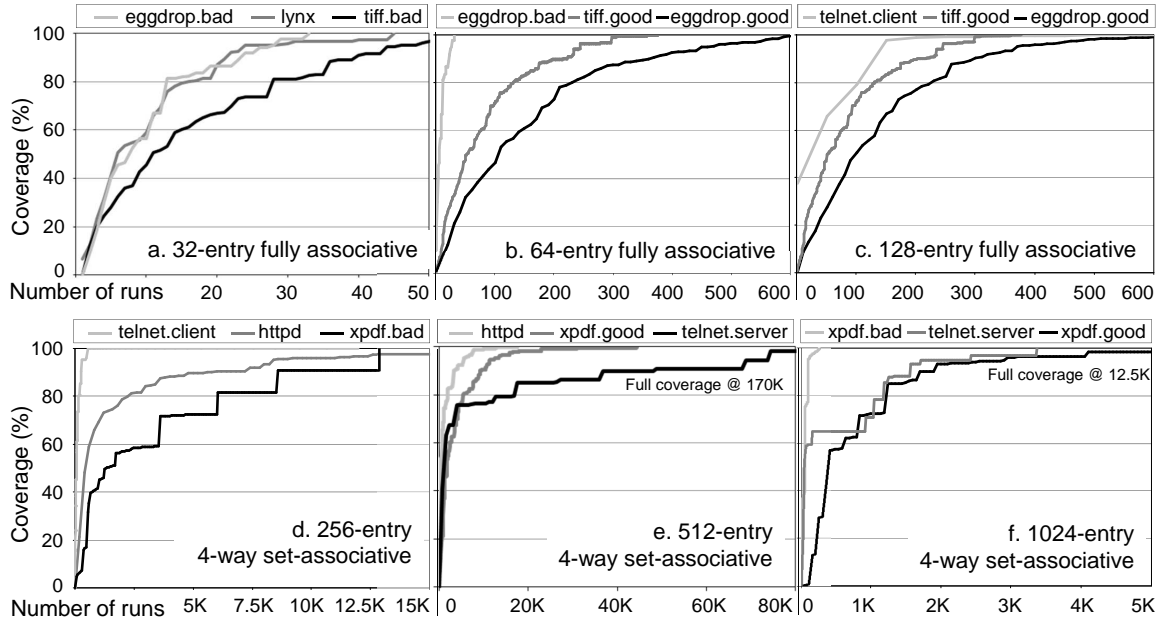 eggdrop.bad lynx tiff.bad
eggdrop.bad tiff.good eggdrop.good
telnet.client tiff.good eggdrop.good
Coverage (%)
100
80
60
40
20
0
a. 32-entry fully associative
b. 64-entry fully associative
c. 128-entry fully associative
Number of runs 20 40 50
0 100 200 300 400 500 600
100 200 300 400 500 600
telnet.client httpd xpdf.bad
httpd xpdf.good telnet.server
xpdf.bad telnet.server xpdf.good
Coverage (%)
100
80
60
40
20
0
Full coverage @ 170K
Full coverage @ 12.5K
d. 256-entry
4-way set-associative
e. 512-entry
4-way set-associative
f. 1024-entry
4-way set-associative
Number of runs 5K 7.5K 10K 12.5K 15K
0 20K 40K 60K 80K
0 1K 2K 3K 4K 5K